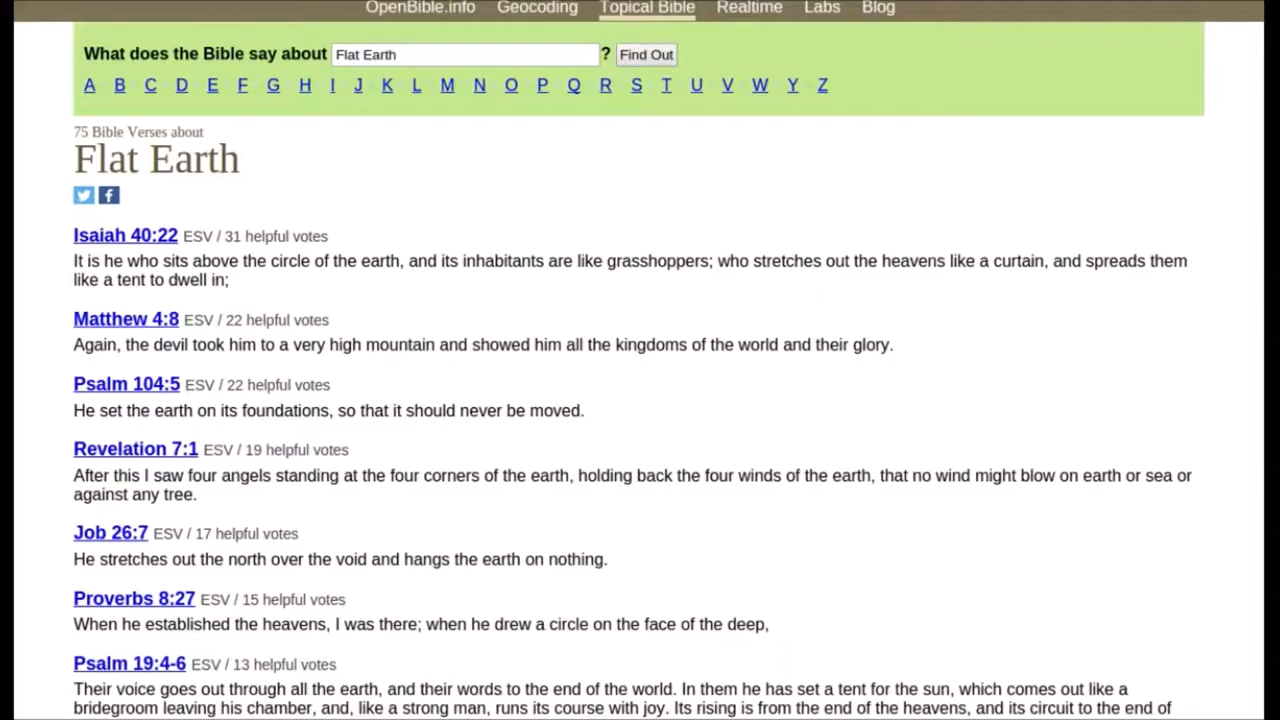 OpenBible.info Geocoding Topical Bible Realtime Labs Blog
What does the Bible say about Flat Earth ? Find Out
A B C D E F G H I J K L M N O P Q R S T U V W Y Z
75 Bible Verses about
Flat Earth
Isaiah 40:22 ESV / 31 helpful votes
It is he who sits above the circle of the earth, and its inhabitants are like grasshoppers; who stretches out the heavens like a curtain, and spreads them
like a tent to dwell in;
Matthew 4:8 ESV / 22 helpful votes
Again, the devil took him to a very high mountain and showed him all the kingdoms of the world and their glory.
Psalm 104:5 ESV / 22 helpful votes
He set the earth on its foundations, so that it should never be moved.
Revelation 7:1 ESV / 19 helpful votes
After this I saw four angels standing at the four corners of the earth, holding back the four winds of the earth, that no wind might blow on earth or sea or
against any tree.
Job 26:7 ESV / 17 helpful votes
He stretches out the north over the void and hangs the earth on nothing.
Proverbs 8:27 ESV / 15 helpful votes
When he established the heavens, I was there; when he drew a circle on the face of the deep,
Psalm 19:4-6 ESV / 13 helpful votes
Their voice goes out through all the earth, and their words to the end of the world. In them he has set a tent for the sun, which comes out like a
bridegroom leaving his chamber, and, like a strong man, runs its course with joy. Its rising is from the end of the heavens, and its circuit to the end of